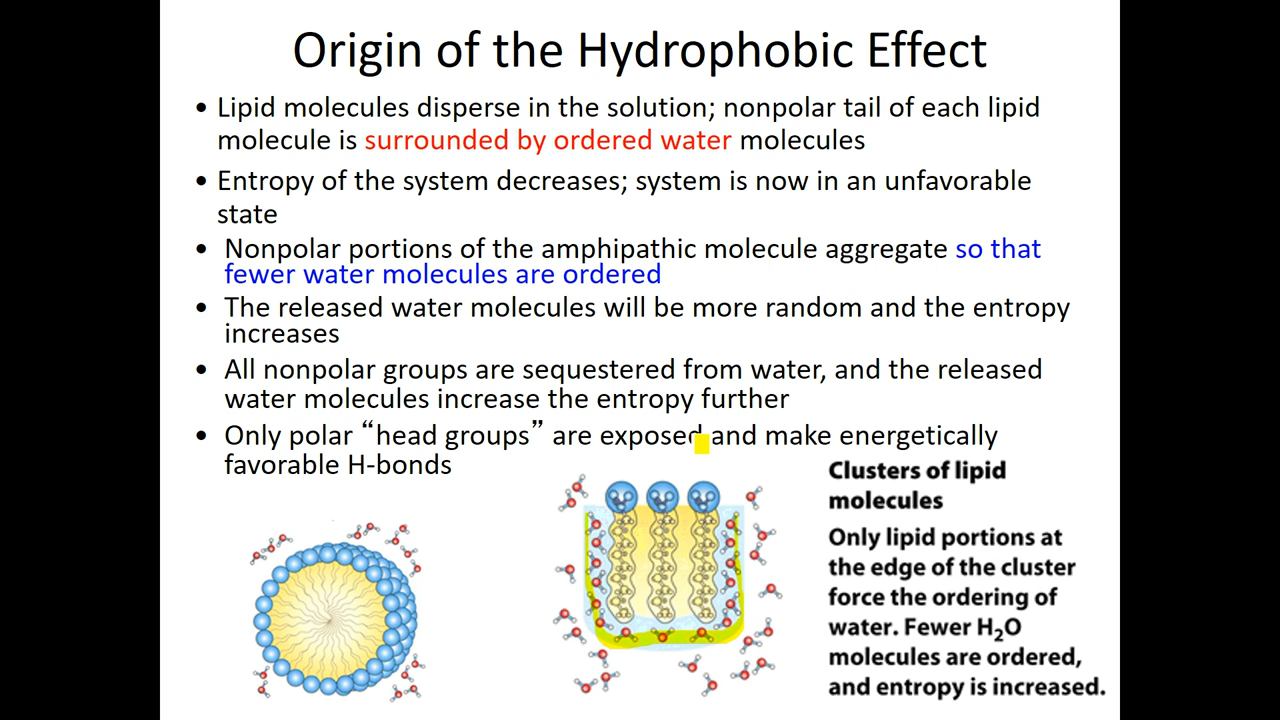 Origin of the Hydrophobic Effect
• Lipid molecules disperse in the solution; nonpolar tail of each lipid
molecule is surrounded by ordered water molecules
• Entropy of the system decreases; system is now in an unfavorable
state
• Nonpolar portions of the amphipathic molecule aggregate so that
fewer water molecules are ordered
• The released water molecules will be more random and the entropy
increases
• All nonpolar groups are sequestered from water, and the released
water molecules increase the entropy further
• Only polar “head groups” are exposed and make energetically
favorable H-bonds
Clusters of lipid
molecules
Only lipid portions at
the edge of the cluster
force the ordering of
water. Fewer H₂O
molecules are ordered,
and entropy is increased.